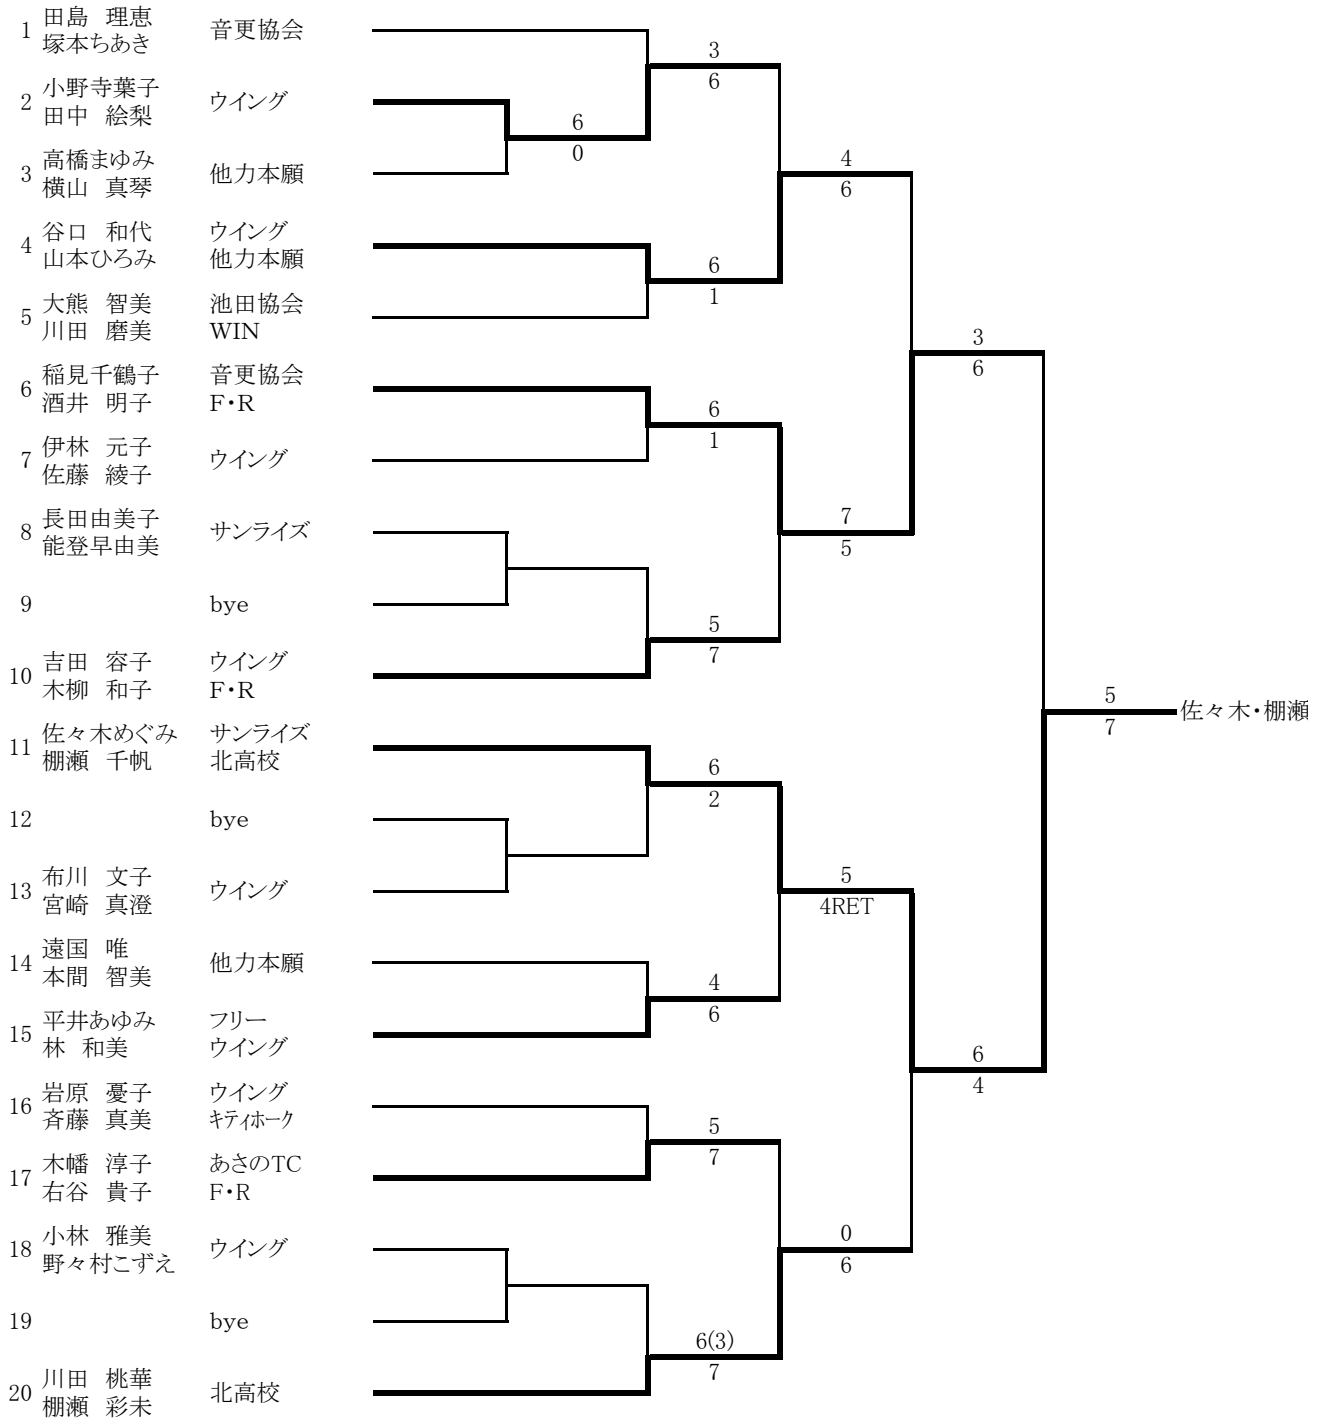 1 田島　理恵 音更協会
塚本ちあき
2 小野寺葉子 ウイング
田中　絵梨
3 高橋まゆみ 他力本願
横山　真琴
4 谷口　和代 ウイング
山本ひろみ 他力本願
5 大熊　智美 池田協会
川田　磨美 WIN
6 稲見千鶴子 音更協会
酒井　明子 F・R
7 伊林　元子 ウイング
佐藤　綾子
8 長田由美子 サンライズ
能登早由美
9 bye
10 吉田　容子 ウイング
木柳　和子 F・R
11 佐々木めぐみ サンライズ
棚瀬　千帆 北高校
12 bye
13 布川　文子 ウイング
宮崎　真澄
14 遠国　唯 他力本願
本間　智美
15 平井あゆみ フリー
林　和美 ウイング
16 岩原　憂子 ウイング
斉藤　真美 キティホーク
17 木幡　淳子 あさのTC
右谷　貴子 F・R
18 小林　雅美 ウイング
野々村こずえ
19 bye
20 川田　桃華 北高校
棚瀬　彩未
6
0
3
6
6
1
6
1
5
7
6
2
4
6
5
7
6(3)
7
4
6
7
5
5
4RET
0
6
3
6
6
4
5
7
佐々木・棚瀬